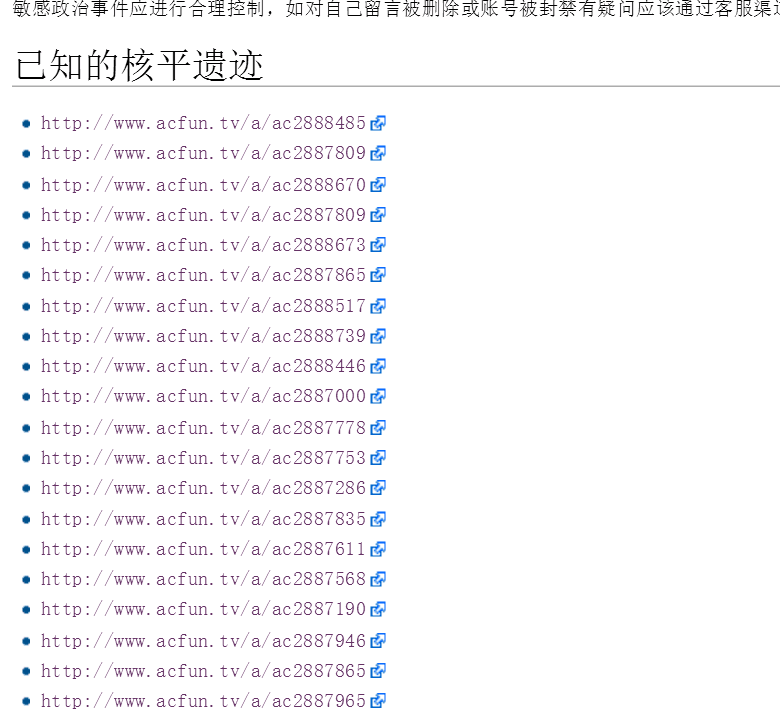 敏感政治事件应进行合理控制，如对自己留言被删除或账号被封禁有疑问应该通过客服渠道
已知的核平遗迹
http://www.acfun.tv/a/ac2888485
http://www.acfun.tv/a/ac2887809
http://www.acfun.tv/a/ac2888670
http://www.acfun.tv/a/ac2887809
http://www.acfun.tv/a/ac2888673
http://www.acfun.tv/a/ac2887865
http://www.acfun.tv/a/ac2888517
http://www.acfun.tv/a/ac2888739
http://www.acfun.tv/a/ac2888446
http://www.acfun.tv/a/ac2887000
http://www.acfun.tv/a/ac2887778
http://www.acfun.tv/a/ac2887753
http://www.acfun.tv/a/ac2887286
http://www.acfun.tv/a/ac2887835
http://www.acfun.tv/a/ac2887611
http://www.acfun.tv/a/ac2887568
http://www.acfun.tv/a/ac2887190
http://www.acfun.tv/a/ac2887946
http://www.acfun.tv/a/ac2887865
http://www.acfun.tv/a/ac2887965